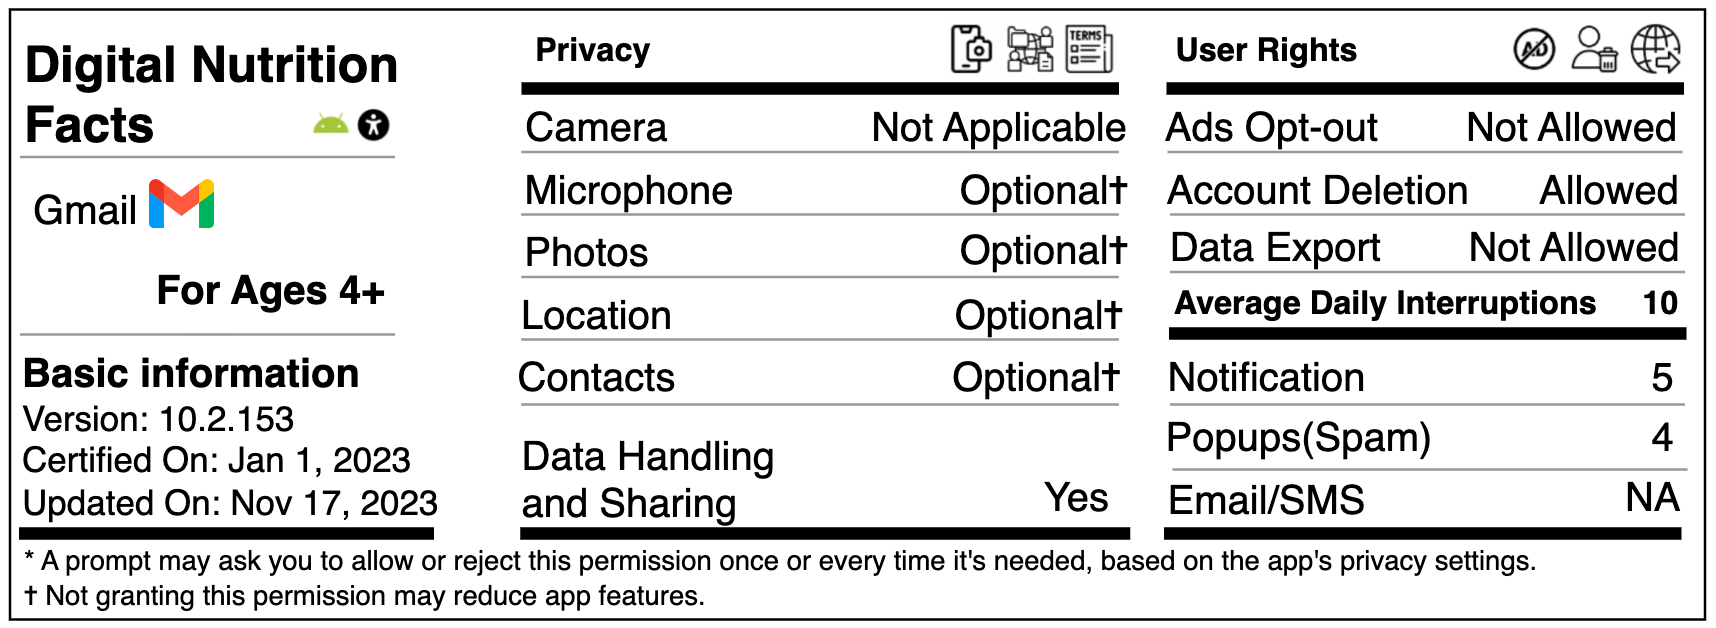 Digital Nutrition
Facts
Gmail
For Ages 4+
Basic information
Version: 10.2.153
Certified On: Jan 1, 2023
Updated On: Nov 17, 2023
Privacy
TERMS
Camera Not Applicable
Microphone Optional†
Photos Optional†
Location Optional†
Contacts Optional†
Data Handling
and Sharing Yes
User Rights
AD
Ads Opt-out Not Allowed
Account Deletion Allowed
Data Export Not Allowed
Average Daily Interruptions 10
Notification 5
Popups(Spam) 4
Email/SMS NA
* A prompt may ask you to allow or reject this permission once or every time it's needed, based on the app's privacy settings.
† Not granting this permission may reduce app features.